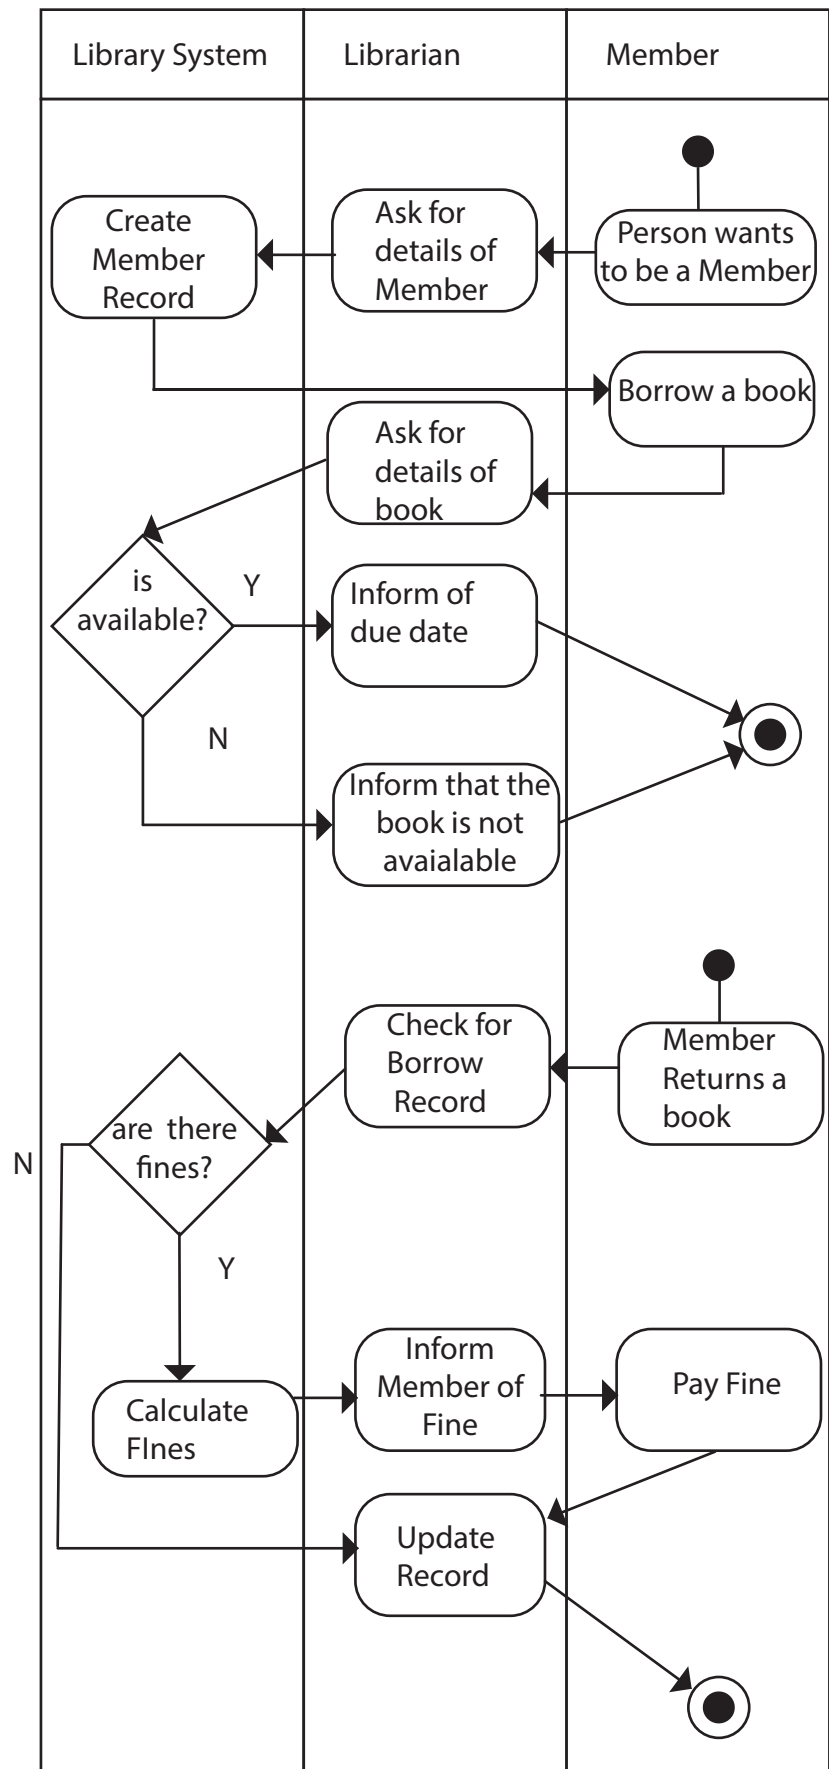 Library System
Librarian
Member
Create
Member
Record
Ask for
details of
Member
Person wants
to be a Member
Borrow a book
Ask for
details of
book
is
available?
Y
Inform of
due date
N
Inform that the
book is not
avaialable
Check for
Borrow
Record
Member
Returns a
book
are there
fines?
N
Y
Calculate
FInes
Inform
Member of
Fine
Pay Fine
Update
Record